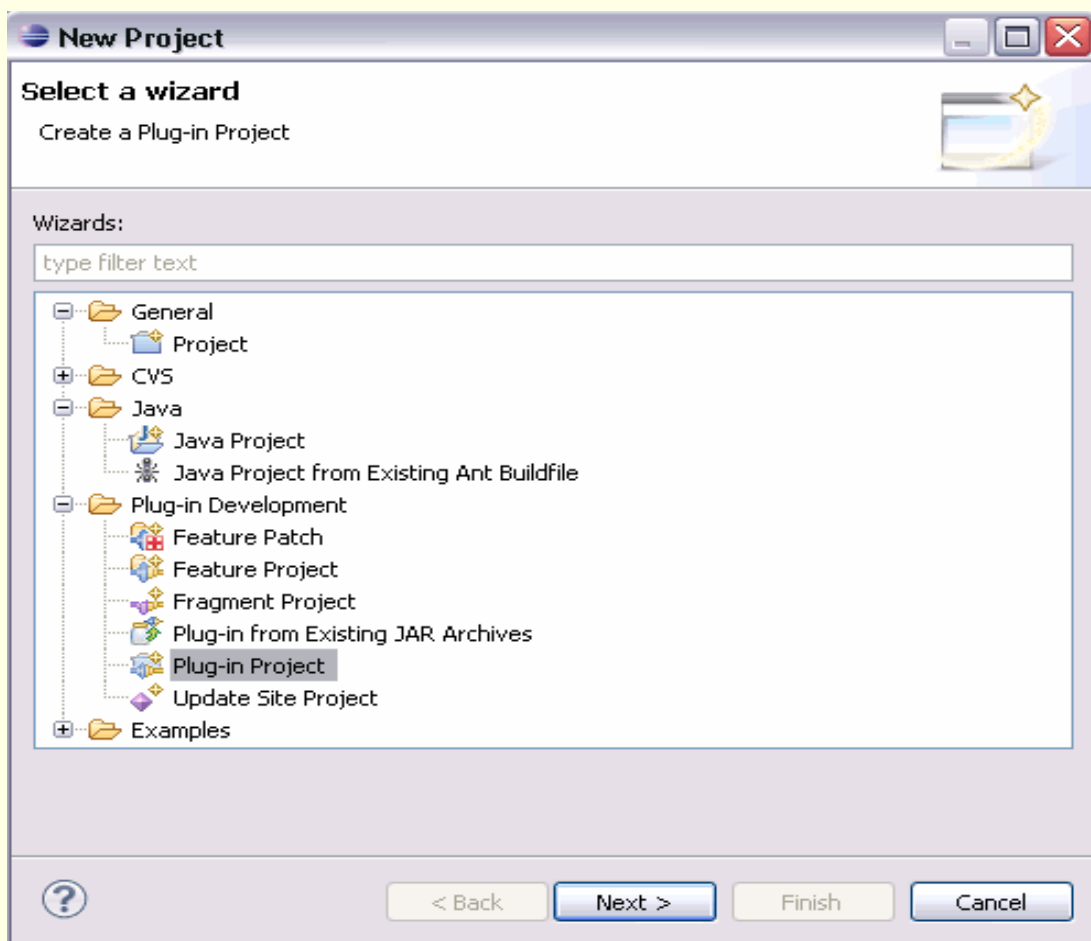 New Project
Select a wizard
Create a Plug-in Project
Wizards:
type filter text
General
Project
CVS
Java
Java Project
Java Project from Existing Ant Buildfile
Plug-in Development
Feature Patch
Feature Project
Fragment Project
Plug-in from Existing JAR Archives
Plug-in Project
Update Site Project
Examples
? < Back Next > Finish Cancel